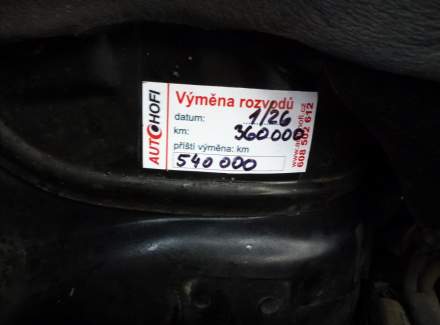 AUTOHOFI
Výměna rozvodů
datum: 1/26
km: 360000
příští výměna: km
540 000
608 502 612